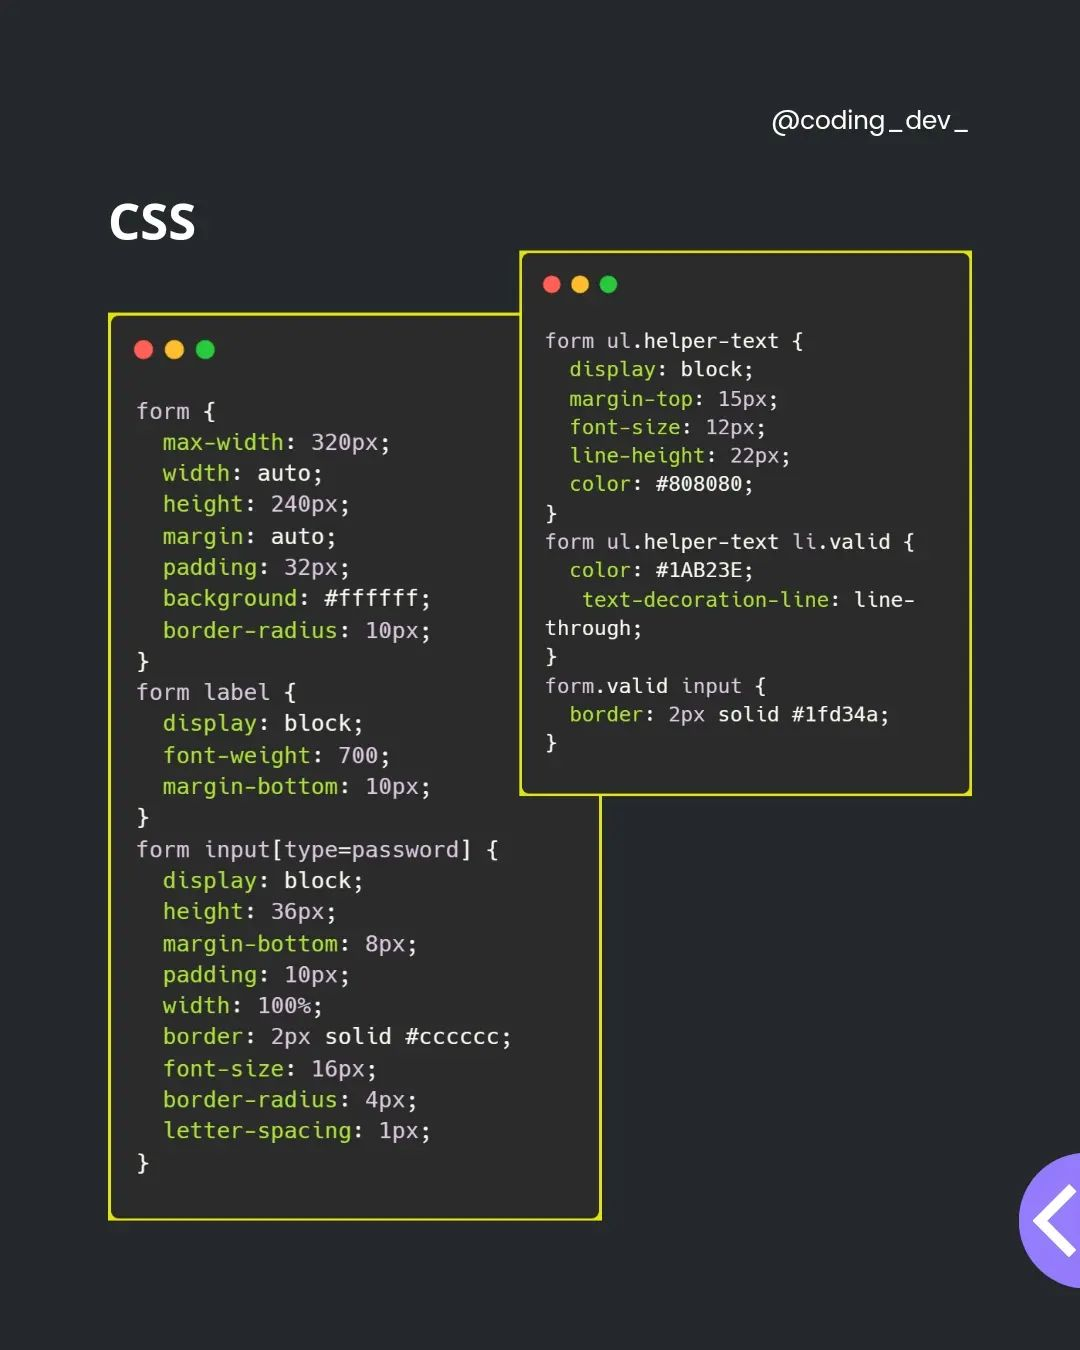 @coding_dev_
CSS
form {
  max-width: 320px;
  width: auto;
  height: 240px;
  margin: auto;
  padding: 32px;
  background: #ffffff;
  border-radius: 10px;
}
form label {
  display: block;
  font-weight: 700;
  margin-bottom: 10px;
}
form input[type=password] {
  display: block;
  height: 36px;
  margin-bottom: 8px;
  padding: 10px;
  width: 100%;
  border: 2px solid #cccccc;
  font-size: 16px;
  border-radius: 4px;
  letter-spacing: 1px;
}
form ul.helper-text {
  display: block;
  margin-top: 15px;
  font-size: 12px;
  line-height: 22px;
  color: #808080;
}
form ul.helper-text li.valid {
  color: #1AB23E;
   text-decoration-line: line-
through;
}
form.valid input {
  border: 2px solid #1fd34a;
}